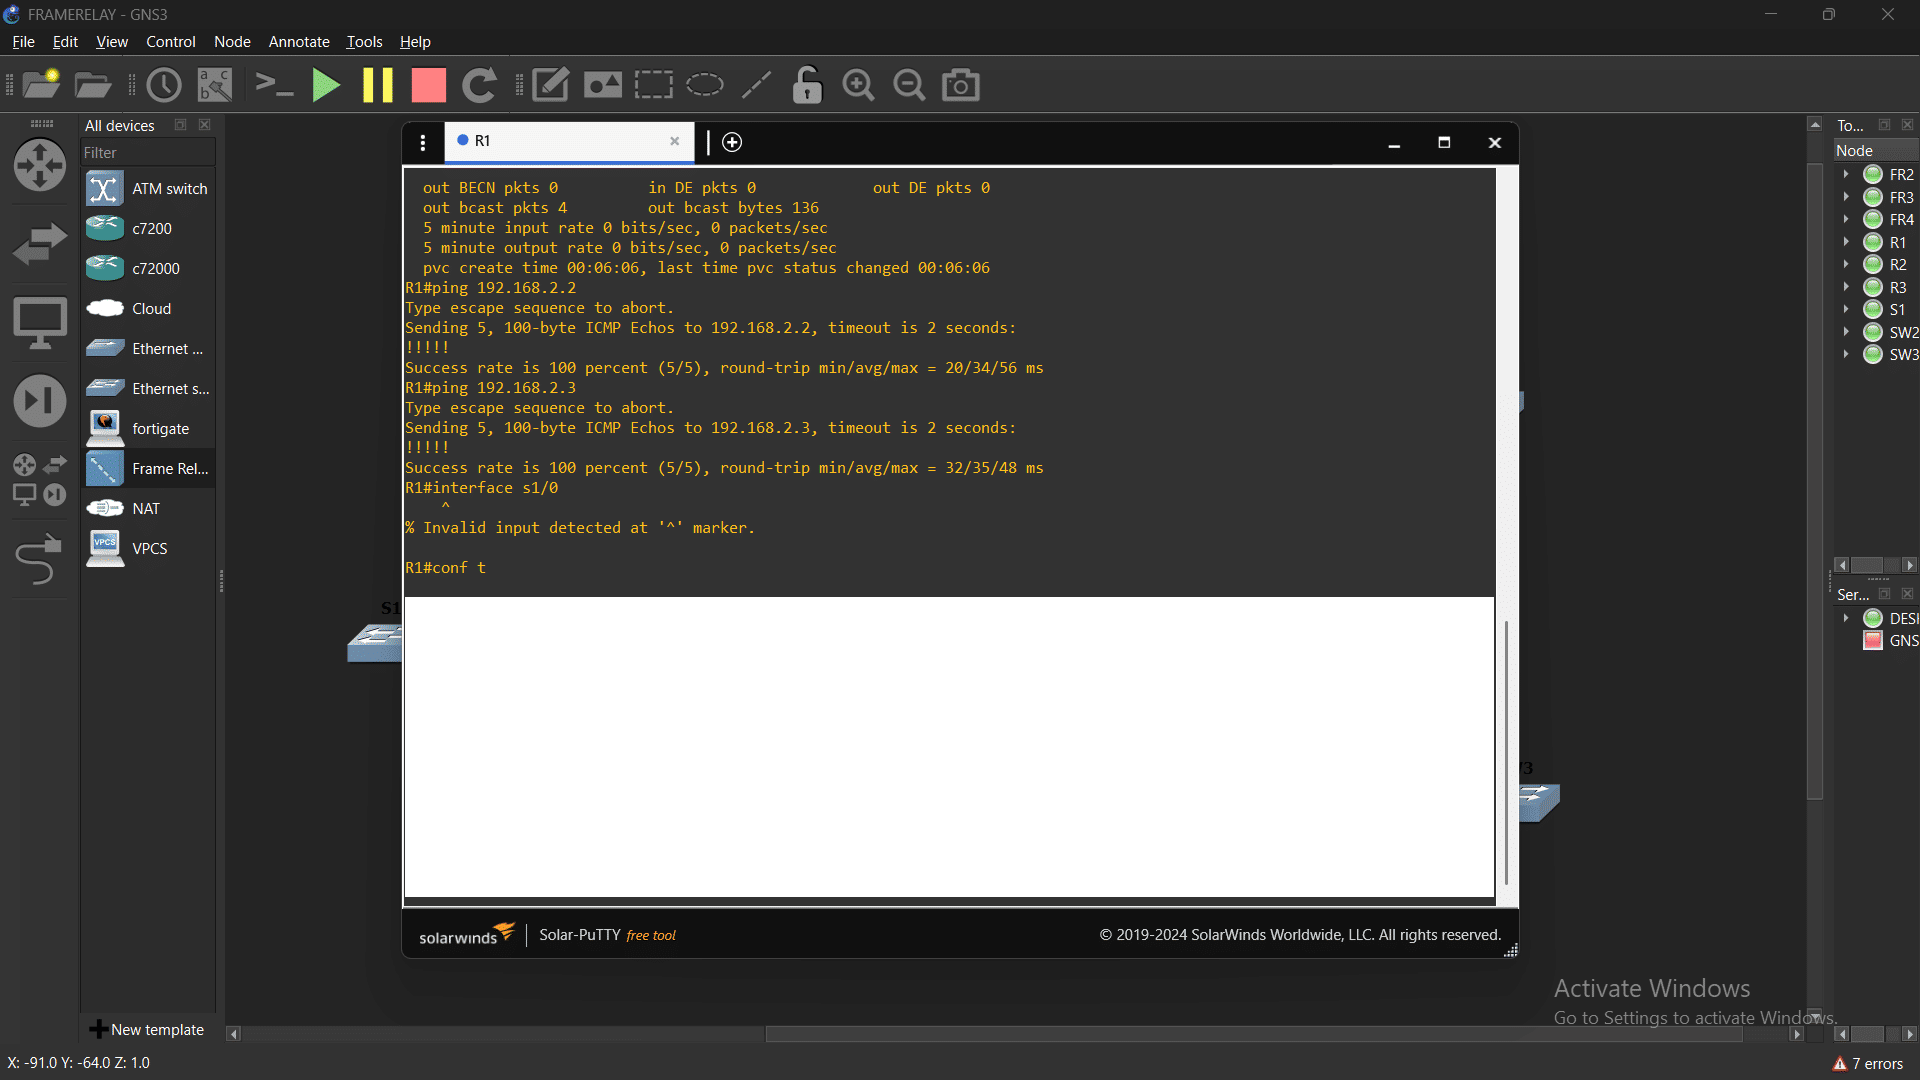 FRAMERELAY - GNS3
File Edit View Control Node Annotate Tools Help
All devices
Filter
ATM switch
c7200
c72000
Cloud
Ethernet ...
Ethernet s...
fortigate
Frame Rel...
NAT
VPCS
VPCS
New template
R1
out BECN pkts 0 in DE pkts 0 out DE pkts 0
out bcast pkts 4 out bcast bytes 136
5 minute input rate 0 bits/sec, 0 packets/sec
5 minute output rate 0 bits/sec, 0 packets/sec
pvc create time 00:06:06, last time pvc status changed 00:06:06
R1#ping 192.168.2.2
Type escape sequence to abort.
Sending 5, 100-byte ICMP Echos to 192.168.2.2, timeout is 2 seconds:
!!!!!
Success rate is 100 percent (5/5), round-trip min/avg/max = 20/34/56 ms
R1#ping 192.168.2.3
Type escape sequence to abort.
Sending 5, 100-byte ICMP Echos to 192.168.2.3, timeout is 2 seconds:
!!!!!
Success rate is 100 percent (5/5), round-trip min/avg/max = 32/35/48 ms
R1#interface s1/0
^
% Invalid input detected at '^' marker.
R1#conf t
S1
solarwinds
Solar-PuTTY free tool
© 2019-2024 SolarWinds Worldwide, LLC. All rights reserved.
To...
Node
FR2
FR3
FR4
R1
R2
R3
S1
SW2
SW3
Ser...
DESI
GNS
Activate Windows
Go to Settings to activate Windows.
X: -91.0 Y: -64.0 Z: 1.0
7 errors